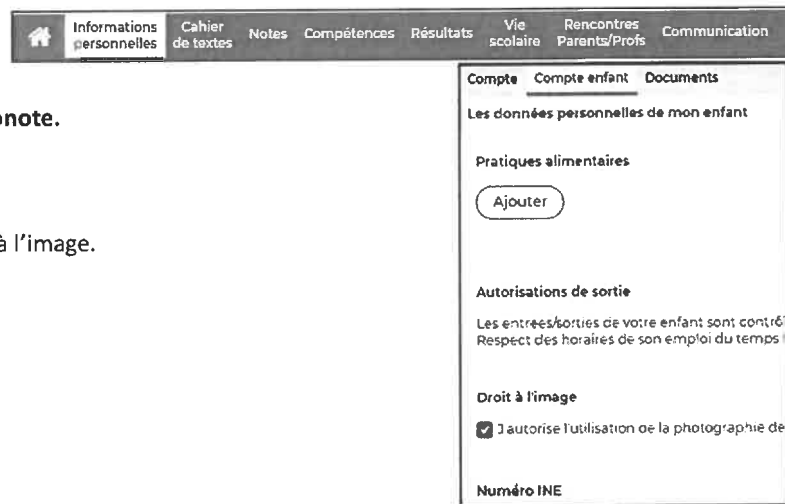 Informations personnelles
Cahier de textes
Notes
Compétences
Résultats
Vie scolaire
Rencontres Parents/Profs
Communication
onote.
à l'image.
Compte Compte enfant Documents
Les données personnelles de mon enfant
Pratiques alimentaires
Ajouter
Autorisations de sortie
Les entrées/sorties de votre enfant sont contrô
Respect des horaires de son emploi du temps
Droit à l'image
J'autorise l'utilisation de la photographie de
Numéro INE